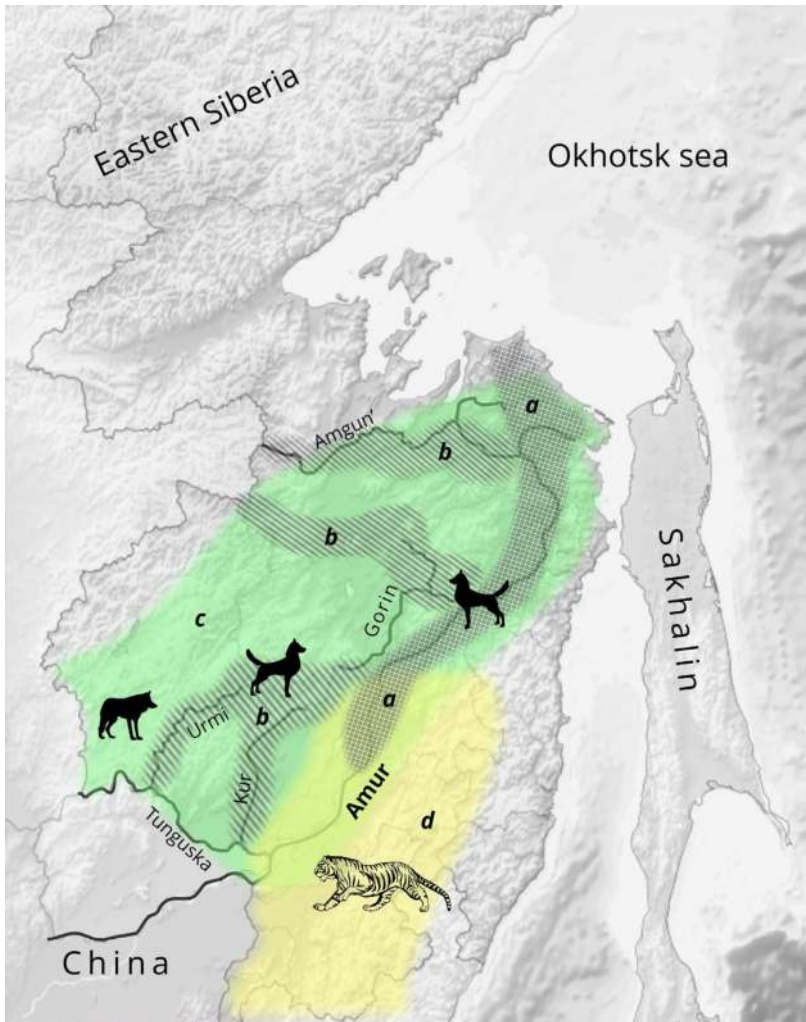 Eastern Siberia
Okhotsk sea
a
Amgun'
b
b
Sakhalin
Gorin
c
a
b
Urmi
Kur
Amur
d
Tunguska
China